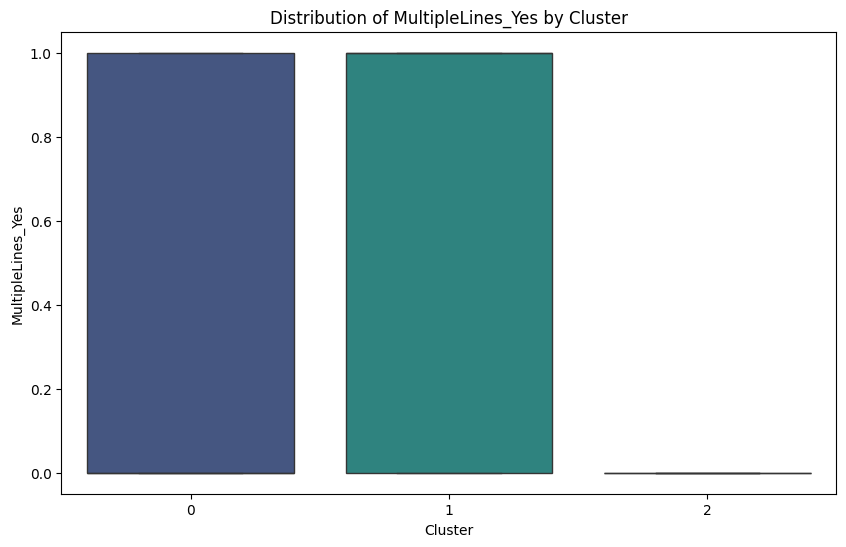 Distribution of MultipleLines_Yes by Cluster
MultipleLines_Yes
1.0
0.8
0.6
0.4
0.2
0.0
0 1 2
Cluster